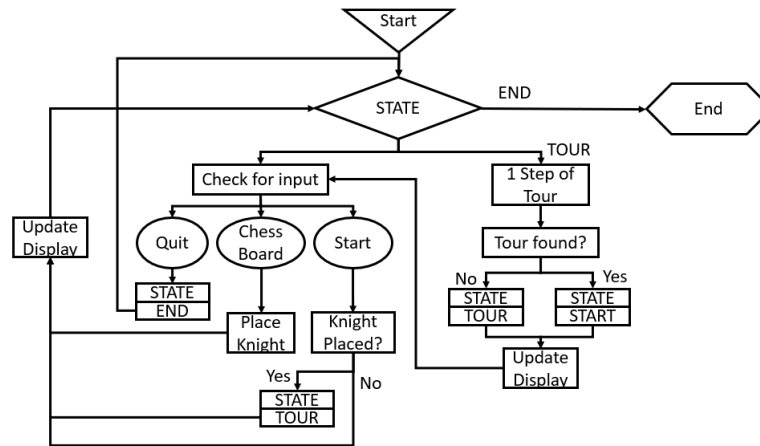 Start
STATE
END
End
TOUR
Check for input
1 Step of
Tour
Update
Display
Quit
Chess
Board
Start
Tour found?
No
Yes
STATE
END
STATE
TOUR
STATE
START
Place
Knight
Knight
Placed?
Update
Display
Yes
No
STATE
TOUR